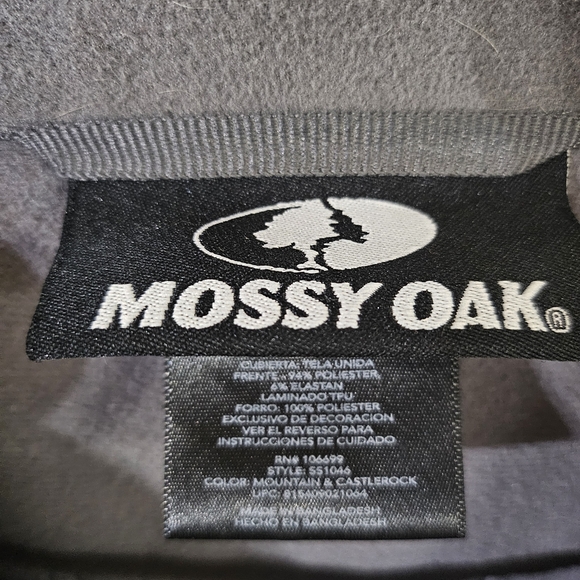 MOSSY OAK®
CUBIERTA: TELA UNIDA
FRENTE: 94% POLIESTER
6% ELASTAN
LAMINADO TPU
FORRO: 100% POLIESTER
EXCLUSIVO DE DECORACION
VER EL REVERSO PARA
INSTRUCCIONES DE CUIDADO
RN# 106699
STYLE: SS1046
COLOR: MOUNTAIN & CASTLEROCK
UPC: 815409021064
MADE IN BANGLADESH
HECHO EN BANGLADESH